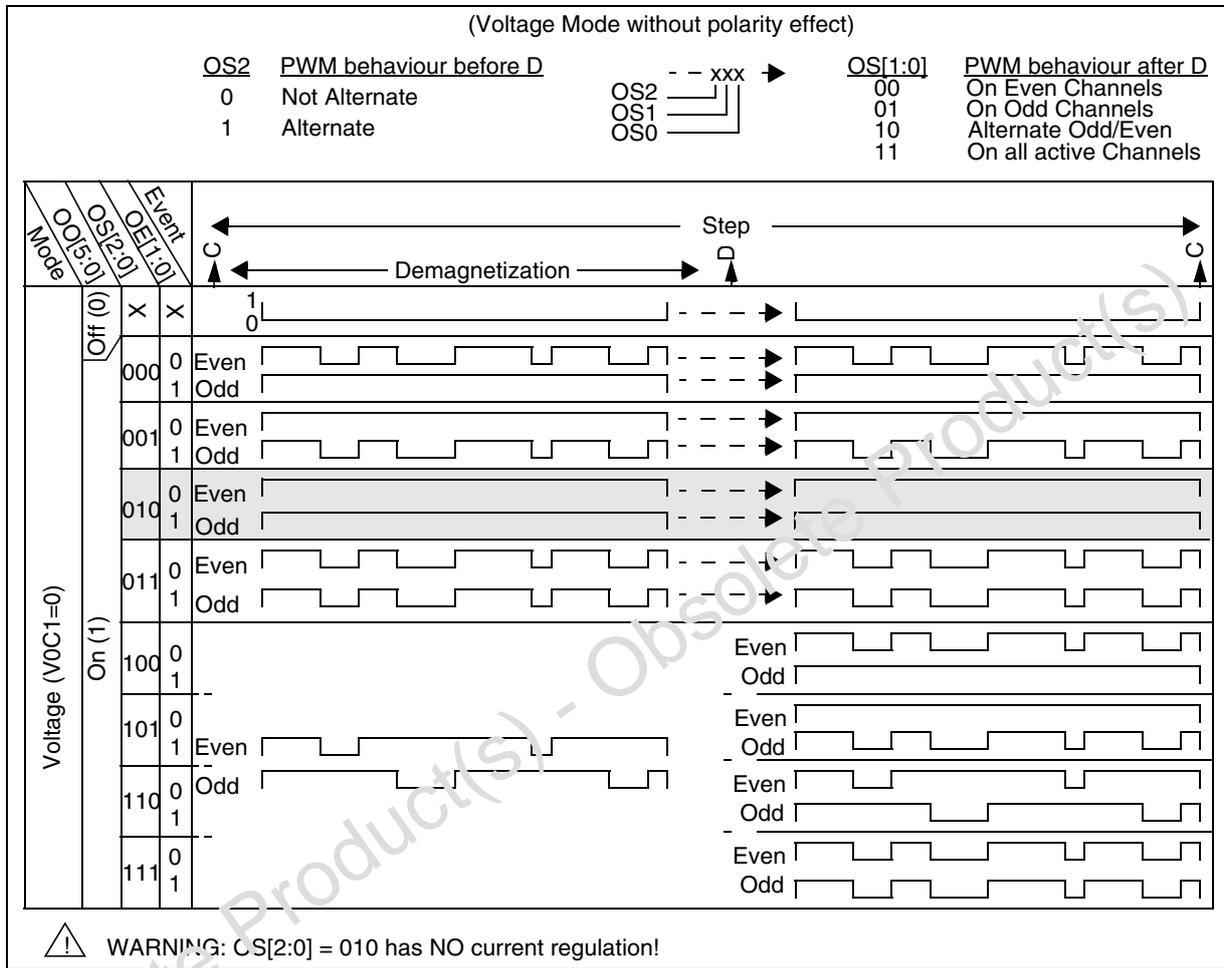 (Voltage Mode without polarity effect)
OS2 PWM behaviour before D
0 Not Alternate
1 Alternate
xxx
OS2
OS1
OS0
OS[1:0] PWM behaviour after D
00 On Even Channels
01 On Odd Channels
10 Alternate Odd/Even
11 On all active Channels
Mode
OO[5:0]
OS[2:0]
OE[1:0]
Event
C
Step
D
C
Demagnetization
Voltage (V0C1=0)
Off (0)
X
X
1
0
On (1)
000
0
1
Even
Odd
001
0
1
Even
Odd
010
0
1
Even
Odd
011
0
1
Even
Odd
100
0
1
Even
Odd
101
0
1
Even
Even
Odd
110
0
1
Odd
Even
Odd
111
0
1
Even
Odd
WARNING: OS[2:0] = 010 has NO current regulation!
Obsolete Product(s) - Obsolete Product(s)